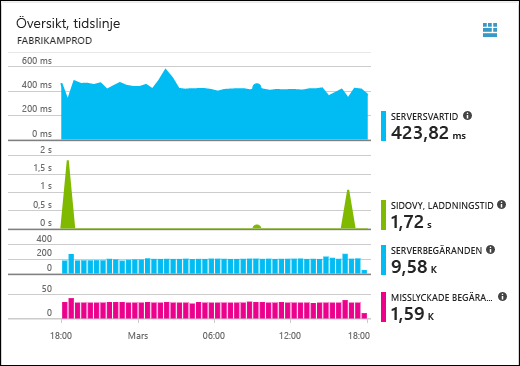 Översikt, tidslinje
FABRIKAMPROD
600 ms
400 ms
200 ms
0 ms
SERVERSVARTID
423,82 ms
2 s
1,5 s
1 s
0,5 s
0 s
SIDOVY, LADDNINGSTID
1,72 s
400
200
0
SERVERBEGÄRANDEN
9,58 K
50
0
MISSLYCKADE BEGÄRA...
1,59 K
18:00 Mars 06:00 12:00 18:00